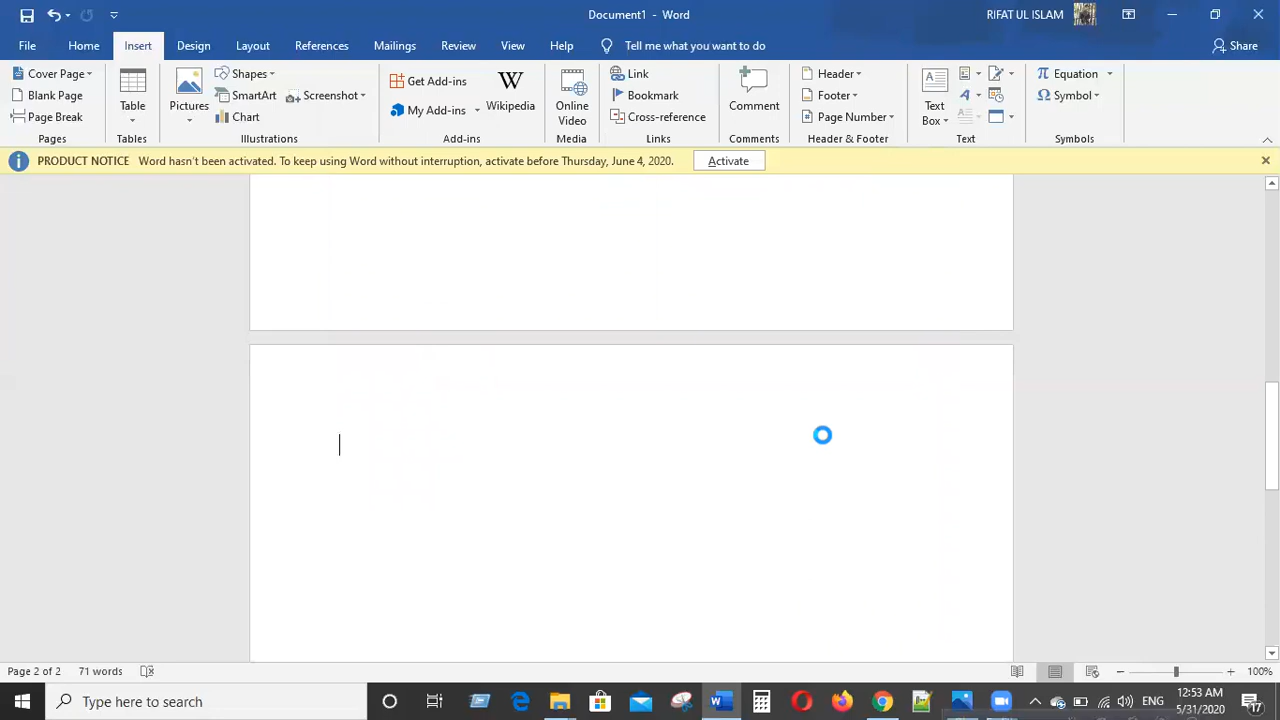 Document1 - Word
RIFAT UL ISLAM
File Home Insert Design Layout References Mailings Review View Help Tell me what you want to do Share
Cover Page
Blank Page
Page Break
Pages
Table
Tables
Pictures
Shapes
SmartArt
Chart
Screenshot
Illustrations
Get Add-ins
My Add-ins
W
Wikipedia
Add-ins
Online
Video
Media
Link
Bookmark
Cross-reference
Links
Comment
Comments
Header
Footer
Page Number
Header & Footer
Text
Box
Text
Equation
Symbol
Symbols
PRODUCT NOTICE Word hasn't been activated. To keep using Word without interruption, activate before Thursday, June 4, 2020. Activate
Page 2 of 2 71 words 100%
Type here to search
ENG
12:53 AM
5/31/2020
17